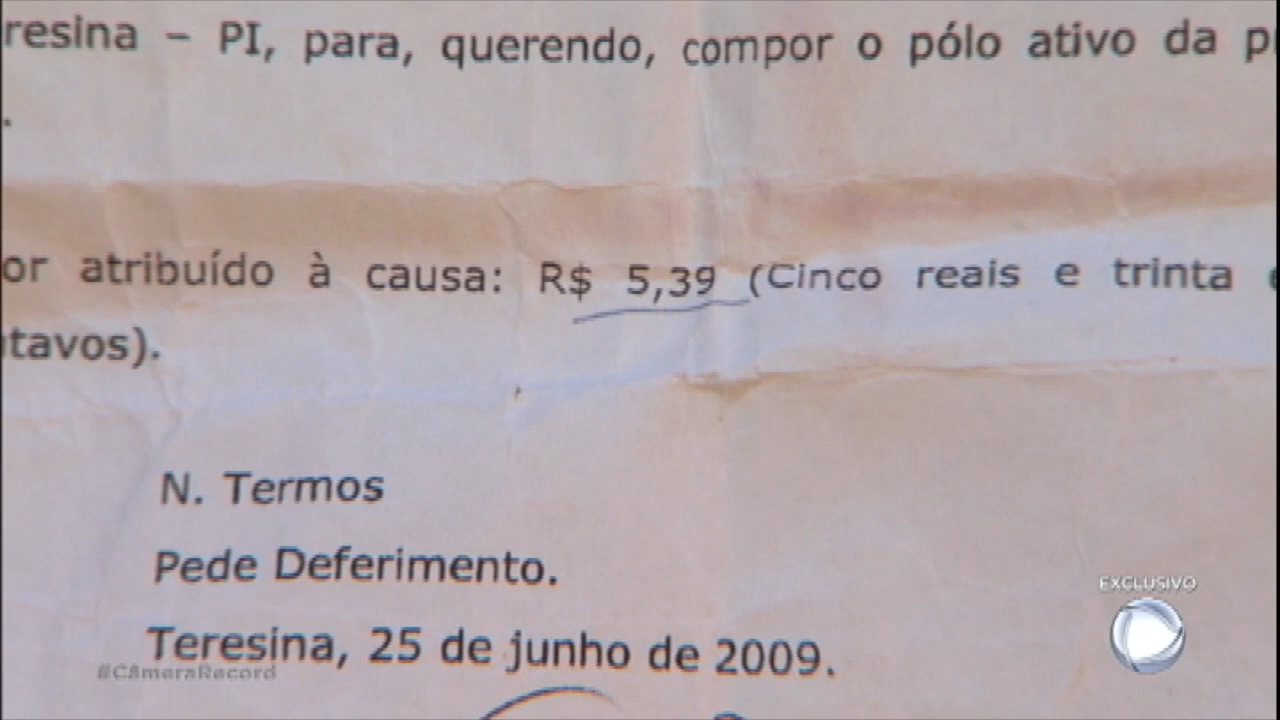 resina – PI, para, querendo, compor o pólo ativo da p
.
or atribuído à causa: R$ 5,39 (Cinco reais e trinta
tavos).
N. Termos
Pede Deferimento.
EXCLUSIVO
Teresina, 25 de junho de 2009.
#CâmeraRecord